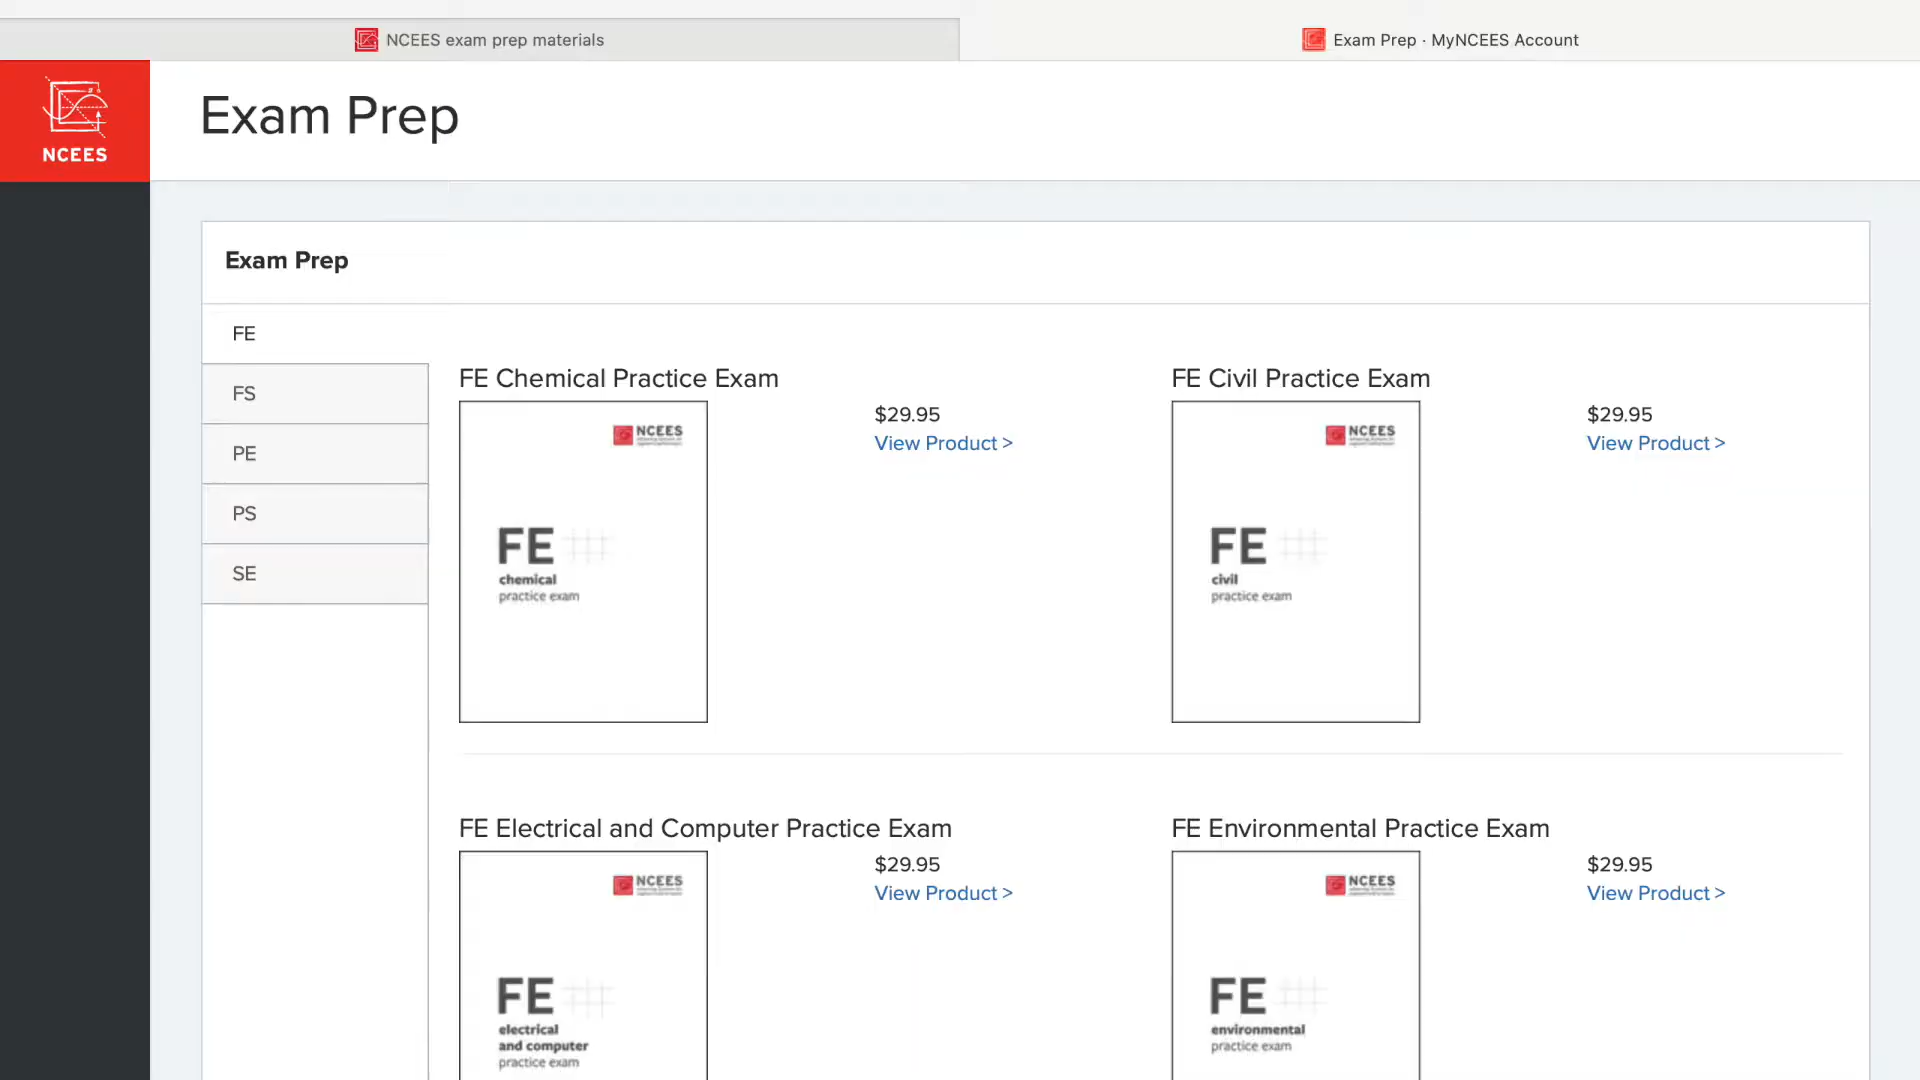 NCEES exam prep materials
Exam Prep · MyNCEES Account
NCEES
Exam Prep
Exam Prep
FE
FS
PE
PS
SE
FE Chemical Practice Exam
$29.95
View Product >
NCEES
FE
chemical
practice exam
FE Civil Practice Exam
$29.95
View Product >
NCEES
FE
civil
practice exam
FE Electrical and Computer Practice Exam
$29.95
View Product >
NCEES
FE
electrical
and computer
practice exam
FE Environmental Practice Exam
$29.95
View Product >
NCEES
FE
environmental
practice exam